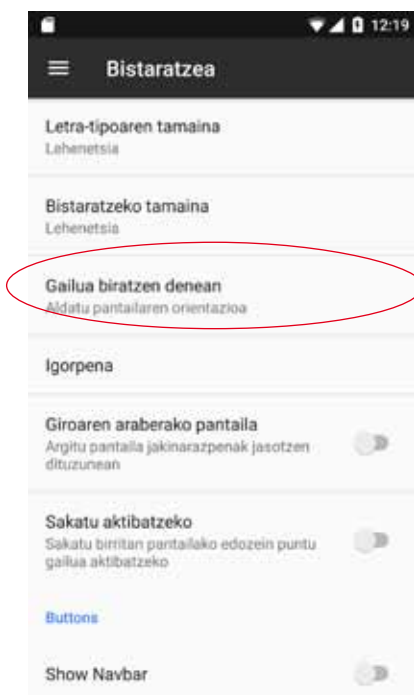 12:19
Bistaratzea
Letra-tipoaren tamaina
Lehenetsia
Bistaratzeko tamaina
Lehenetsia
Gailua biratzen denean
Aldatu pantailaren orientazioa
Igorpena
Giroaren araberako pantaila
Argitu pantaila jakinarazpenak jasotzen
dituzunean
Sakatu aktibatzeko
Sakatu birritan pantailako edozein puntu
gailua aktibatzeko
Buttons
Show Navbar